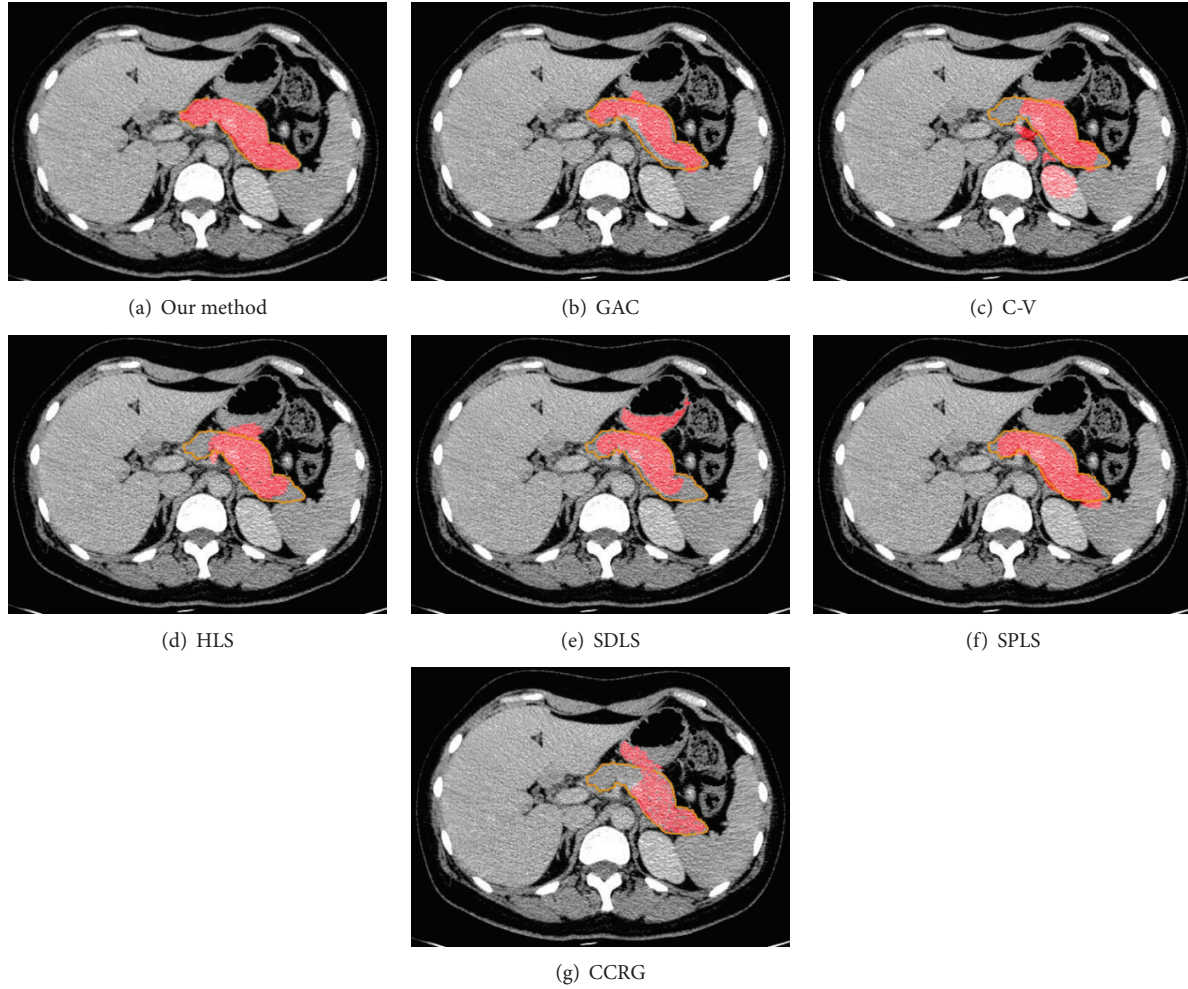 (a) Our method
(b) GAC
(c) C-V
(d) HLS
(e) SDLS
(f) SPLS
(g) CCRG